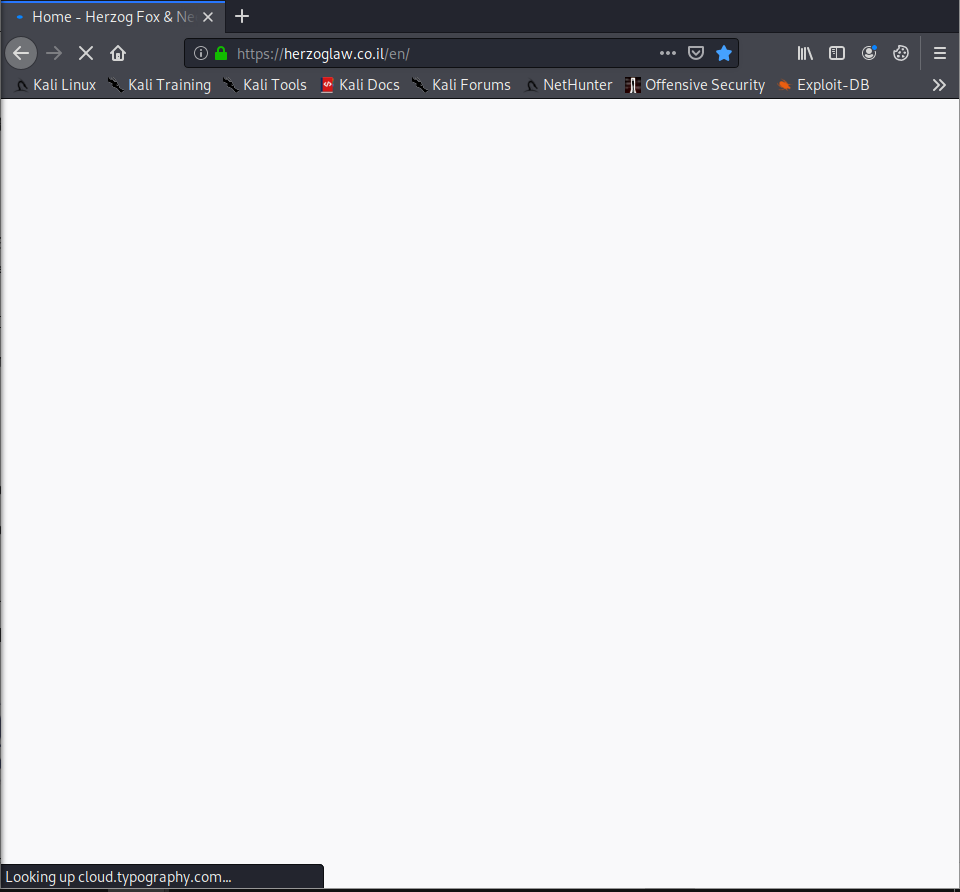 Home - Herzog Fox & Ne
https://herzoglaw.co.il/en/
Kali Linux Kali Training Kali Tools Kali Docs Kali Forums NetHunter Offensive Security Exploit-DB
Looking up cloud.typography.com...